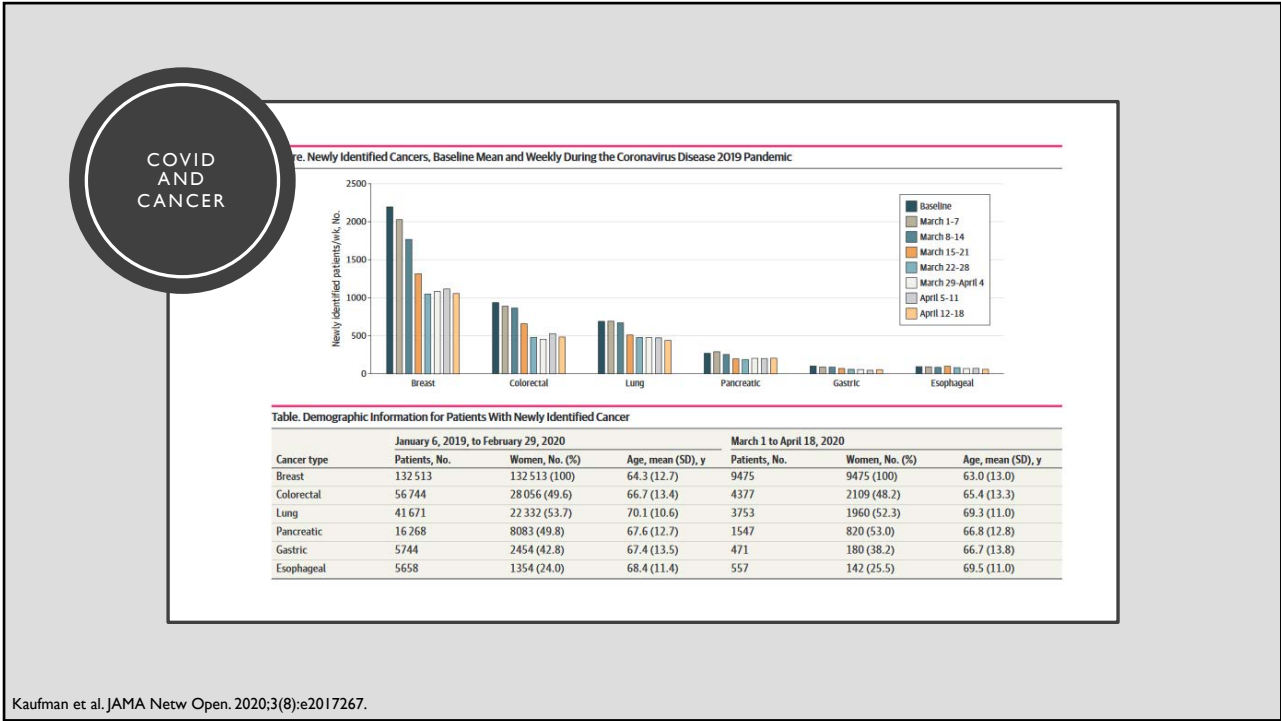 COVID
AND
CANCER
re. Newly Identified Cancers, Baseline Mean and Weekly During the Coronavirus Disease 2019 Pandemic
Newly identified patients/wk, No.
2500
2000
1500
1000
500
0
Breast Colorectal Lung Pancreatic Gastric Esophageal
Baseline
March 1-7
March 8-14
March 15-21
March 22-28
March 29-April 4
April 5-11
April 12-18
Table. Demographic Information for Patients With Newly Identified Cancer
January 6, 2019, to February 29, 2020 March 1 to April 18, 2020
Cancer type Patients, No. Women, No. (%) Age, mean (SD), y Patients, No. Women, No. (%) Age, mean (SD), y
Breast 132 513 132 513 (100) 64.3 (12.7) 9475 9475 (100) 63.0 (13.0)
Colorectal 56 744 28 056 (49.6) 66.7 (13.4) 4377 2109 (48.2) 65.4 (13.3)
Lung 41 671 22 332 (53.7) 70.1 (10.6) 3753 1960 (52.3) 69.3 (11.0)
Pancreatic 16 268 8083 (49.8) 67.6 (12.7) 1547 820 (53.0) 66.8 (12.8)
Gastric 5744 2454 (42.8) 67.4 (13.5) 471 180 (38.2) 66.7 (13.8)
Esophageal 5658 1354 (24.0) 68.4 (11.4) 557 142 (25.5) 69.5 (11.0)
Kaufman et al. JAMA Netw Open. 2020;3(8):e2017267.